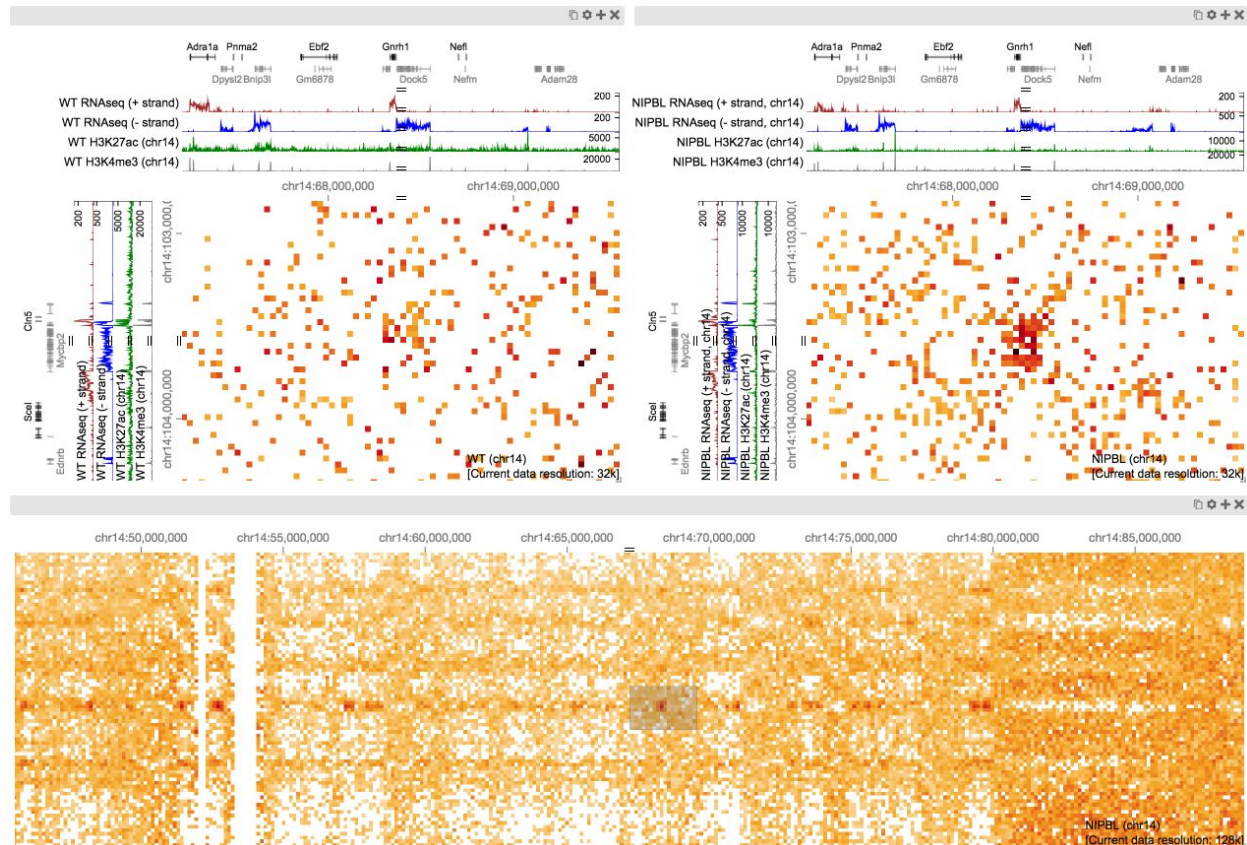 Adra1a Pnma2 Ebf2 Gnrh1 Nefl
Dpysl2 Bnip3l Gm6878 Dock5 Nefm Adam28
WT RNAseq (+ strand) 200
WT RNAseq (- strand) 200
WT H3K27ac (chr14) 5000
WT H3K4me3 (chr14) 20000
chr14:68,000,000 chr14:69,000,000
200 500 5000 2000
chr14:103,000,(
Cln5
Mycbp2
Scel
Ednrb
WT RNAseq (+ strand)
WT RNAseq (- strand)
WT H3K27ac (chr14)
WT H3K4me3 (chr14)
chr14:104,000,000
WT (chr14)
[Current data resolution: 32k]
Adra1a Pnma2 Ebf2 Gnrh1 Nefl
Dpysl2 Bnip3l Gm6878 Dock5 Nefm Adam28
NIPBL RNAseq (+ strand, chr14) 200
NIPBL RNAseq (- strand, chr14) 500
NIPBL H3K27ac (chr14) 10000
NIPBL H3K4me3 (chr14) 20000
chr14:68,000,000 chr14:69,000,000
200 500 10000 1000
chr14:103,000,(
Cln5
Mycbp2
Scel
Ednrb
NIPBL RNAseq (+ strand, chr14)
NIPBL RNAseq (- strand, chr14)
NIPBL H3K27ac (chr14)
NIPBL H3K4me3 (chr14)
chr14:104,000,000
NIPBL (chr14)
[Current data resolution: 32k]
chr14:50,000,000 chr14:55,000,000 chr14:60,000,000 chr14:65,000,000 chr14:70,000,000 chr14:75,000,000 chr14:80,000,000 chr14:85,000,000
NIPBL (chr14)
[Current data resolution: 128k]